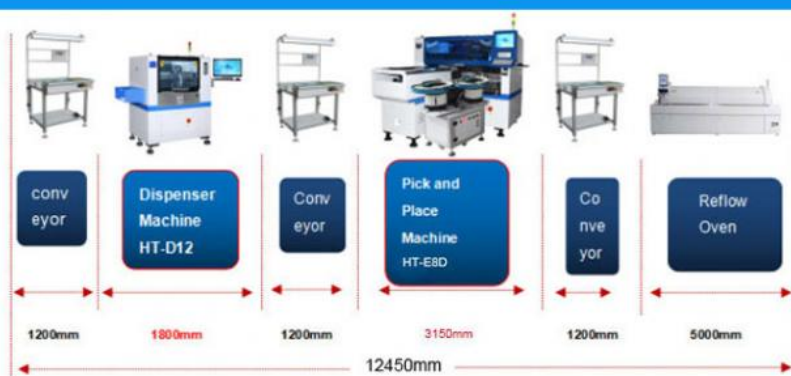 conv
eyor
Dispenser
Machine
HT-D12
Conv
eyor
Pick and
Place
Machine
HT-E8D
Co
nve
yor
Reflow
Oven
1200mm
1800mm
1200mm
3150mm
1200mm
5000mm
12450mm